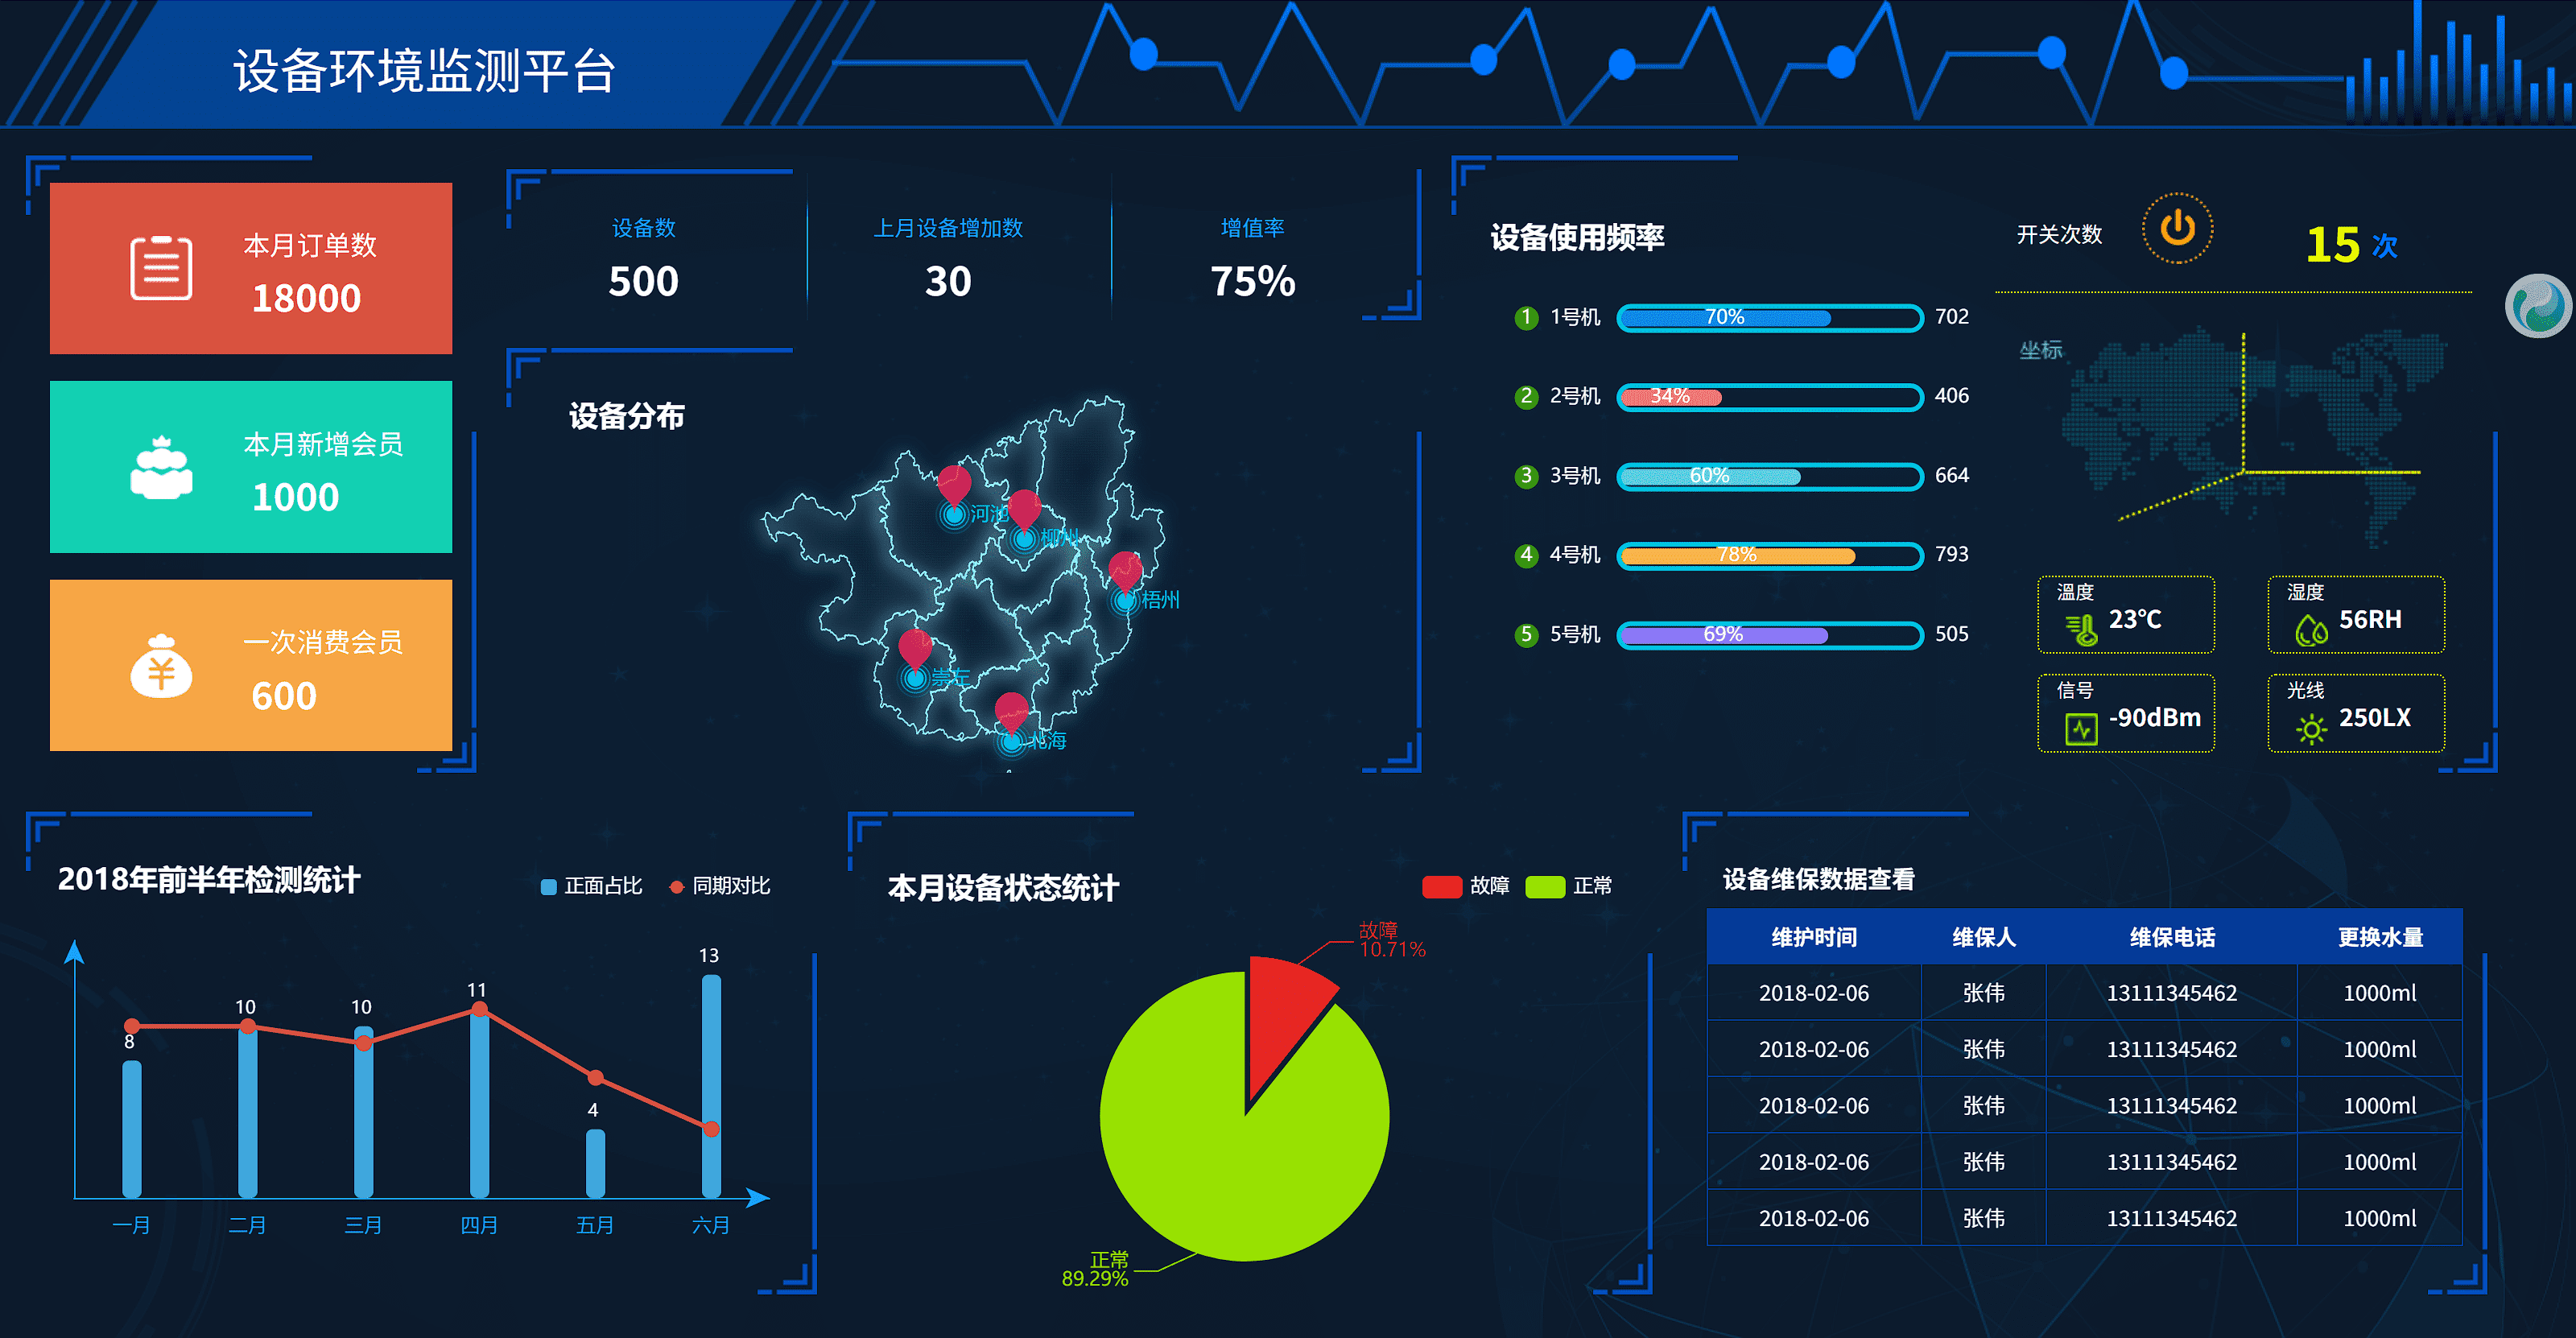 设备环境监测平台
本月订单数
18000
本月新增会员
1000
一次消费会员
600
设备数
500
上月设备增加数
30
增值率
75%
设备分布
河池
柳州
梧州
崇左
北海
设备使用频率
1 1号机 70% 702
2 2号机 34% 406
3 3号机 60% 664
4 4号机 78% 793
5 5号机 69% 505
开关次数 15 次
坐标
溫度
23℃
湿度
56RH
信号
-90dBm
光线
250LX
2018年前半年检测统计
正面占比 同期对比
8 10 10 11 4 13
一月 二月 三月 四月 五月 六月
本月设备状态统计
故障 正常
故障
10.71%
正常
89.29%
设备维保数据查看
维护时间 维保人 维保电话 更换水量
2018-02-06 张伟 13111345462 1000ml
2018-02-06 张伟 13111345462 1000ml
2018-02-06 张伟 13111345462 1000ml
2018-02-06 张伟 13111345462 1000ml
2018-02-06 张伟 13111345462 1000ml